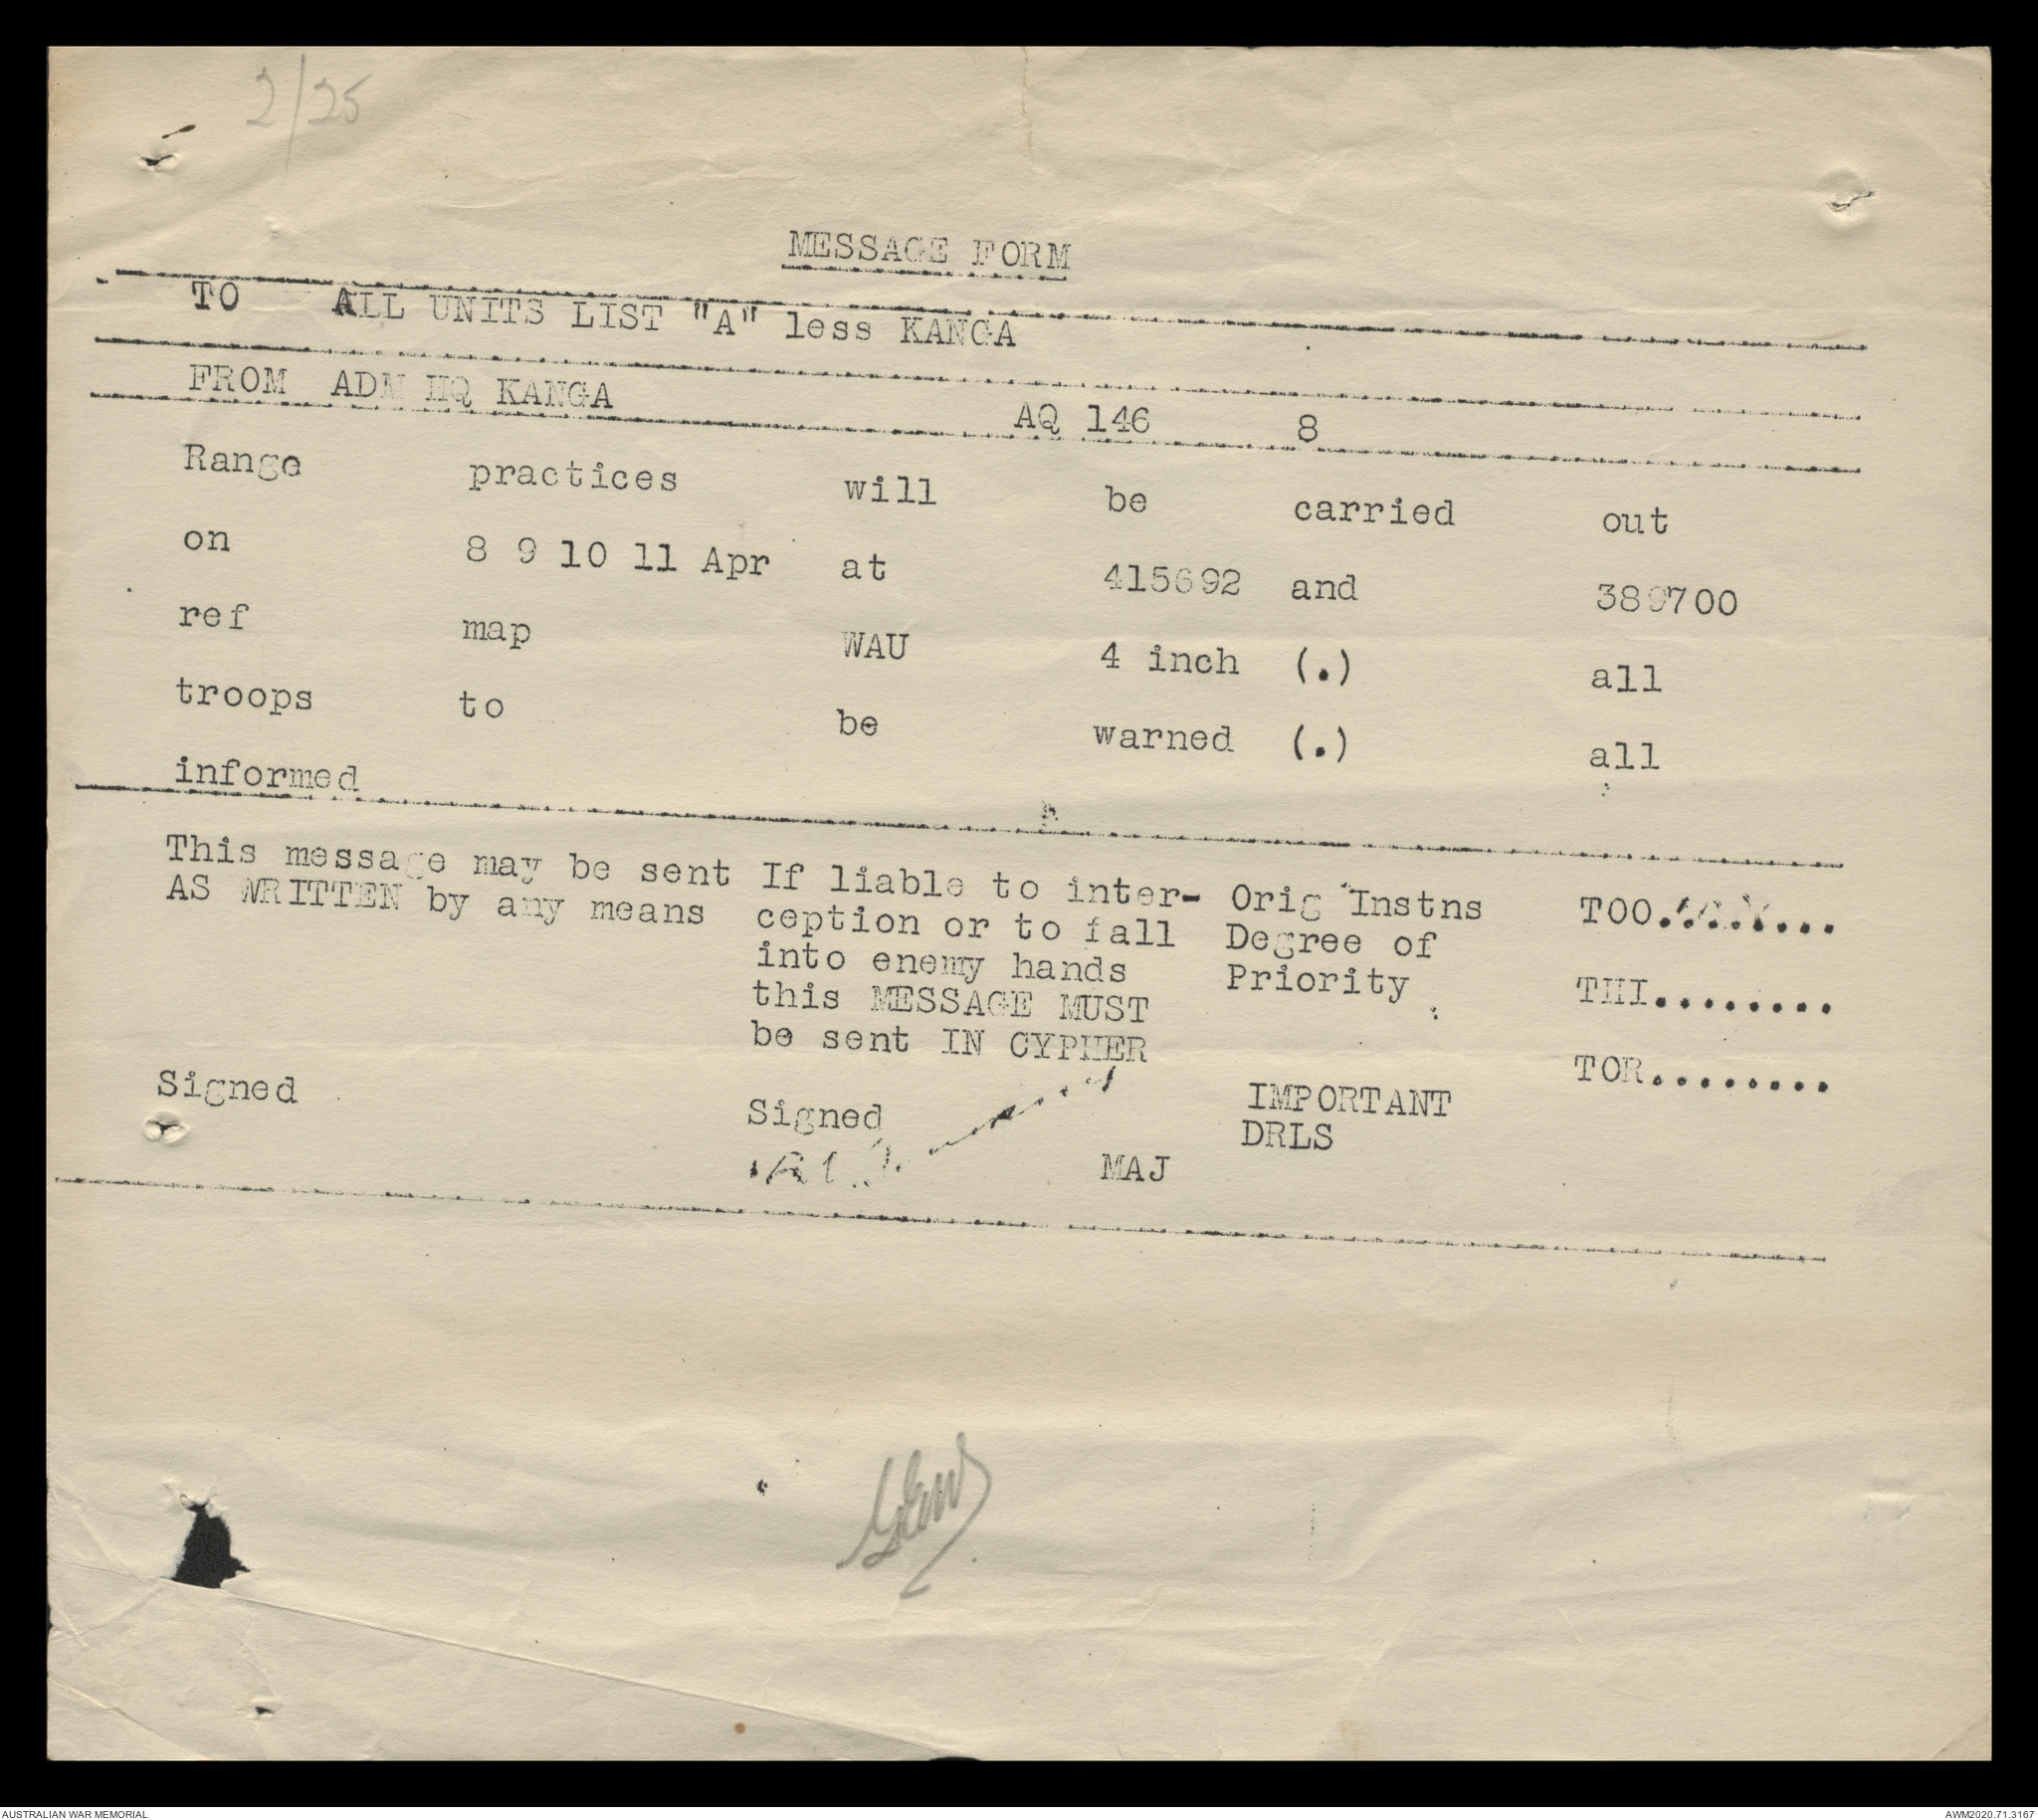 2/25
MESSAGE FORM
TO ALL UNITS LIST "A" less KANGA
FROM ADM HQ KANGA AQ 146 8
Range practices will be carried out
on 8 9 10 11 Apr at 415692 and 389700
ref map WAU 4 inch (.) all
troops to be warned (.) all
informed
This message may be sent
AS WRITTEN by any means
Signed
If liable to inter-
ception or to fall
into enemy hands
this MESSAGE MUST
be sent IN CYPHER
Signed
MAJ
Orig Instns
Degree of
Priority
IMPORTANT
DRLS
TOO.........
THI.........
TOR.........
AUSTRALIAN WAR MEMORIAL
AWM2020.71.3167